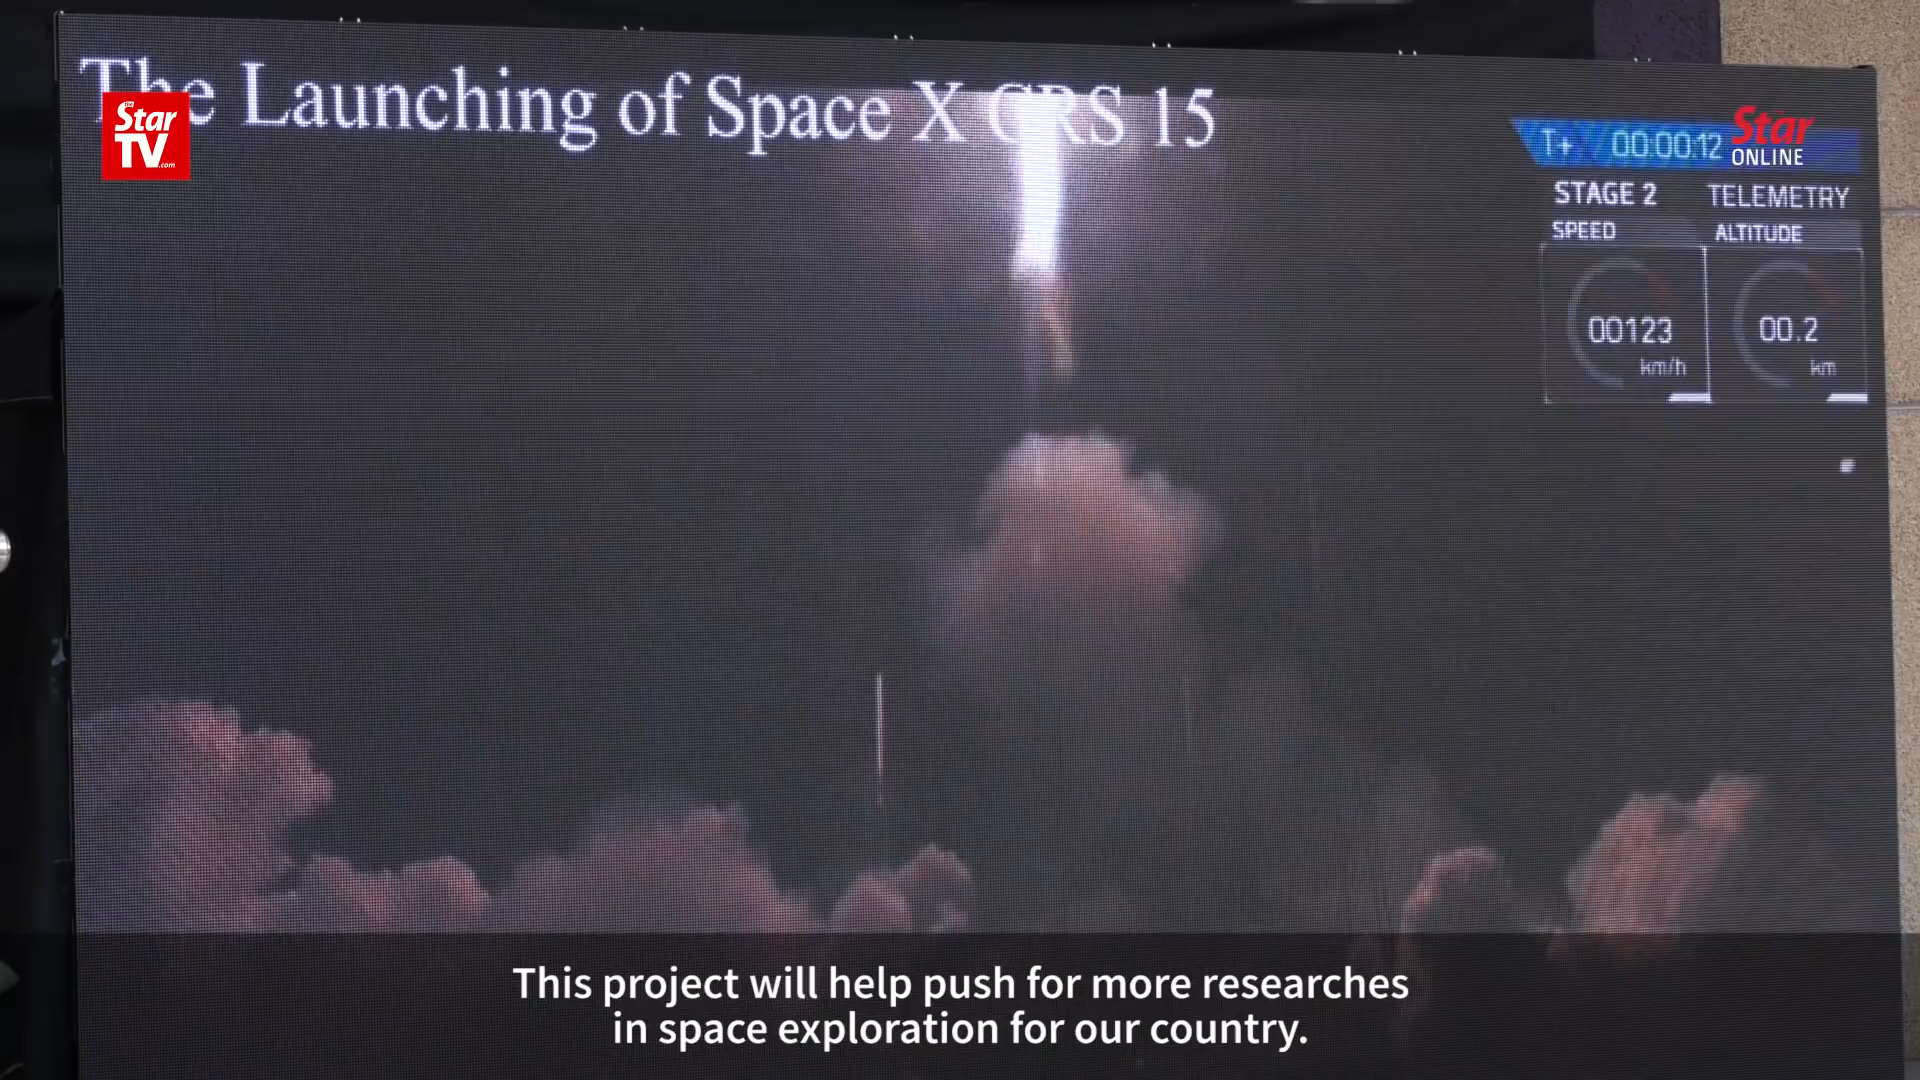 The Launching of Space X CRS 15
Star
TV.com
T+ 00:00:12
Star
ONLINE
STAGE 2 TELEMETRY
SPEED ALTITUDE
00123 00.2
km/h km
This project will help push for more researches
in space exploration for our country.